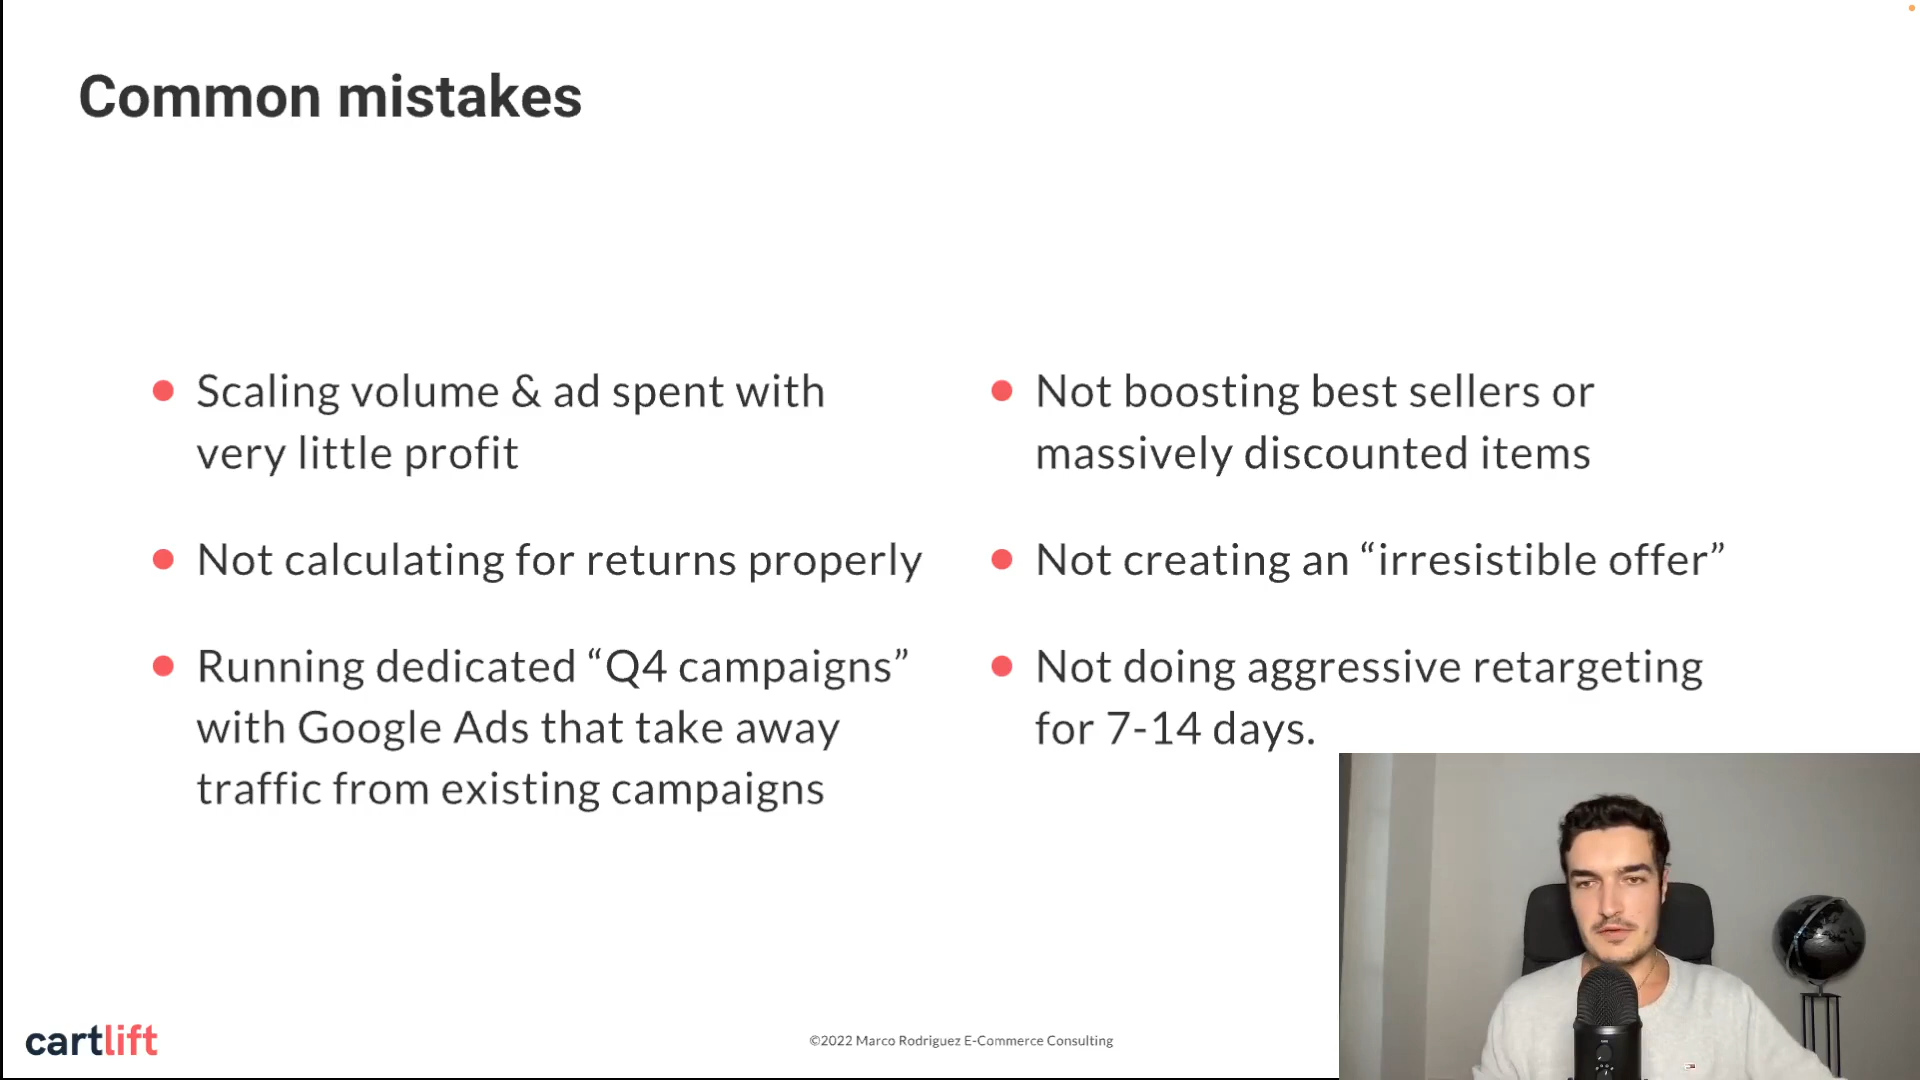 Common mistakes
Scaling volume & ad spent with
very little profit
Not calculating for returns properly
Running dedicated “Q4 campaigns”
with Google Ads that take away
traffic from existing campaigns
Not boosting best sellers or
massively discounted items
Not creating an “irresistible offer”
Not doing aggressive retargeting
for 7-14 days.
cartlift
©2022 Marco Rodriguez E-Commerce Consulting